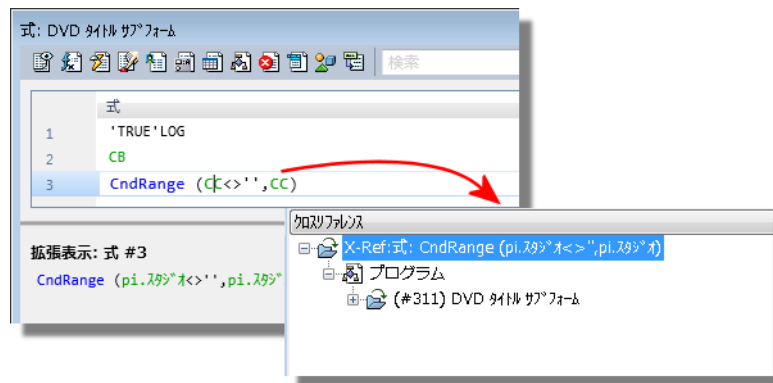 式: DVD ﾀｲﾄﾙ ｻﾌﾞﾌｫｰﾑ
検索
式
1 'TRUE'LOG
2 CB
3 CndRange (CC<>'',CC)
拡張表示: 式 #3
CndRange (pi.ｽﾀｼﾞｵ<>'',pi.ｽﾀｼﾞ
ｸﾛｽﾘﾌｧﾚﾝｽ
X-Ref:式: CndRange (pi.ｽﾀｼﾞｵ<>'',pi.ｽﾀｼﾞｵ)
プログラム
(#311) DVD ﾀｲﾄﾙ ｻﾌﾞﾌｫｰﾑ